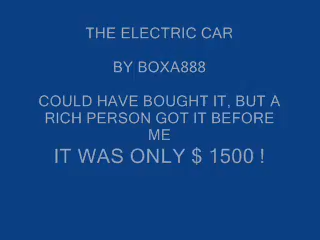 THE ELECTRIC CAR
BY BOXA888
COULD HAVE BOUGHT IT, BUT A
RICH PERSON GOT IT BEFORE
ME
IT WAS ONLY $ 1500 !